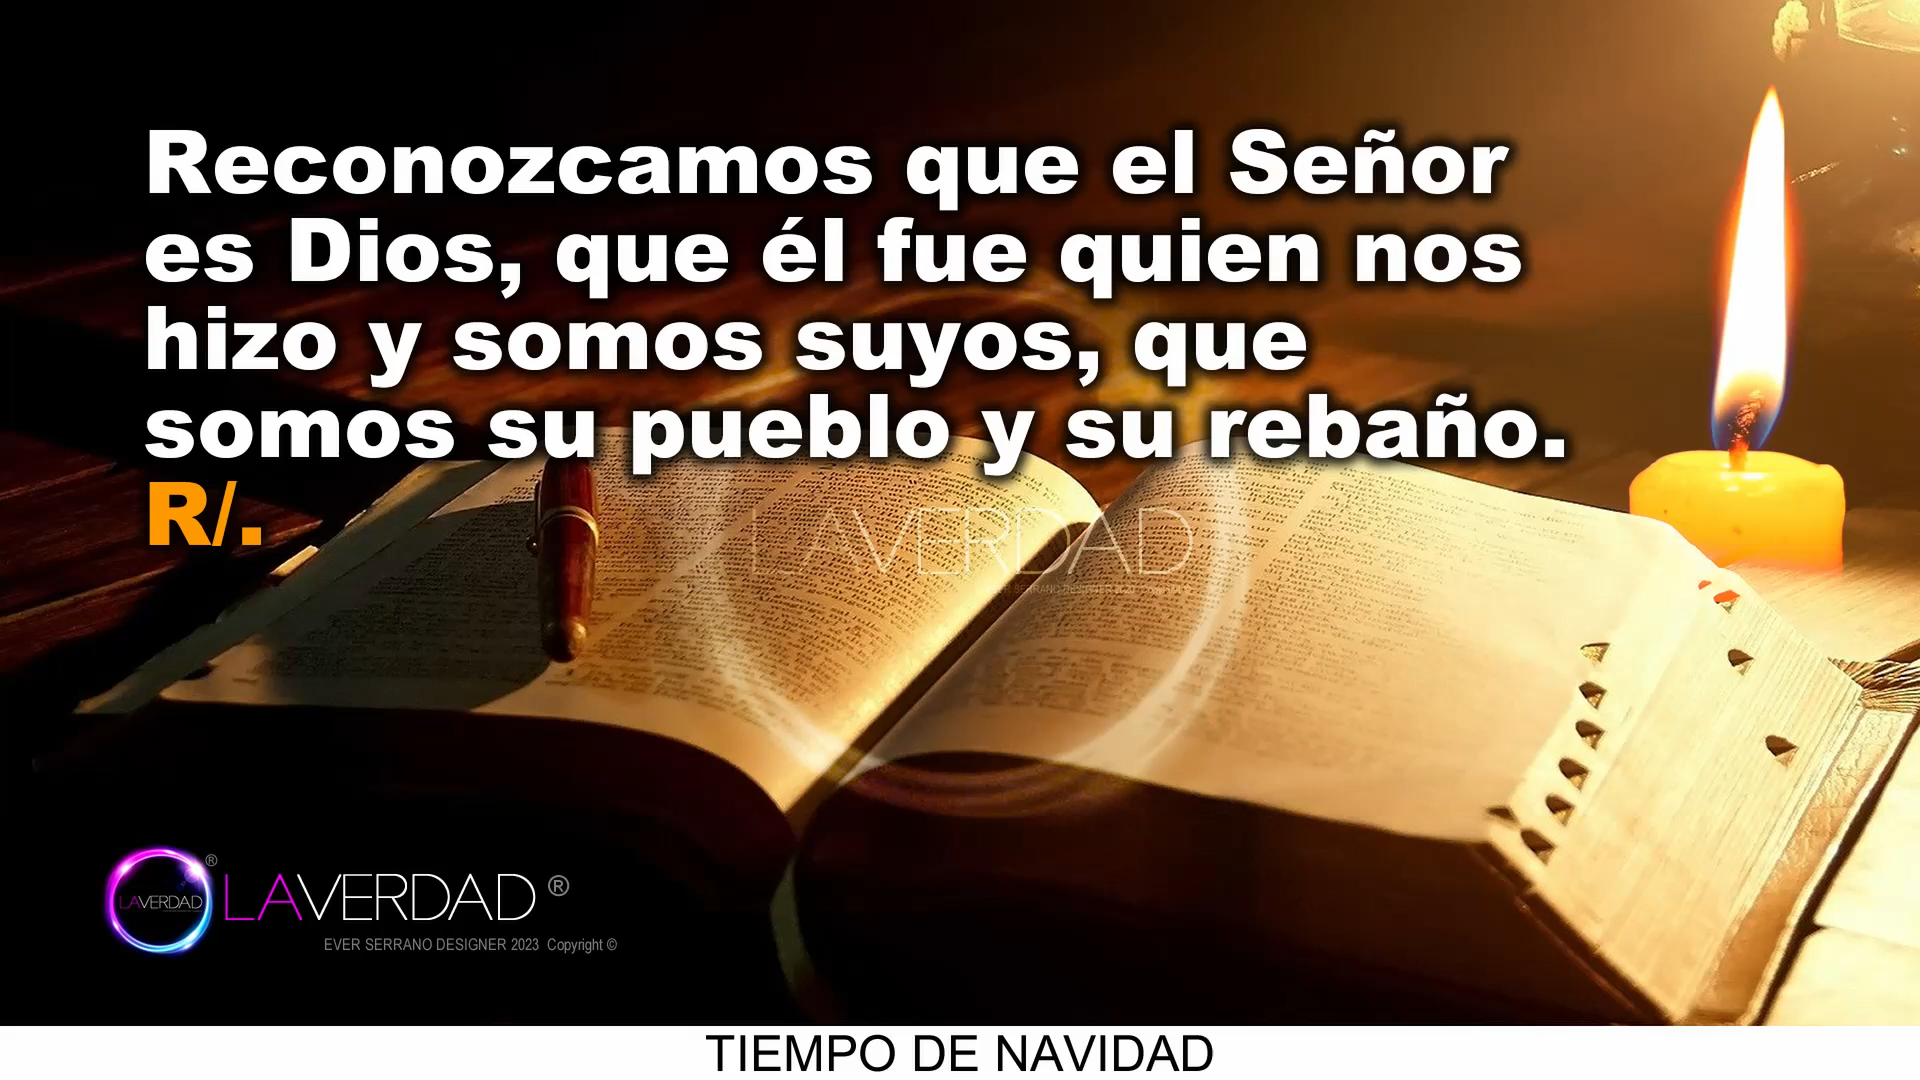 Reconozcamos que el Señor
es Dios, que él fue quien nos
hizo y somos suyos, que
somos su pueblo y su rebaño.
R/.
LAVERDAD
LAVERDAD ®
LAVERDAD ®
EVER SERRANO DESIGNER 2023 Copyright ©
TIEMPO DE NAVIDAD